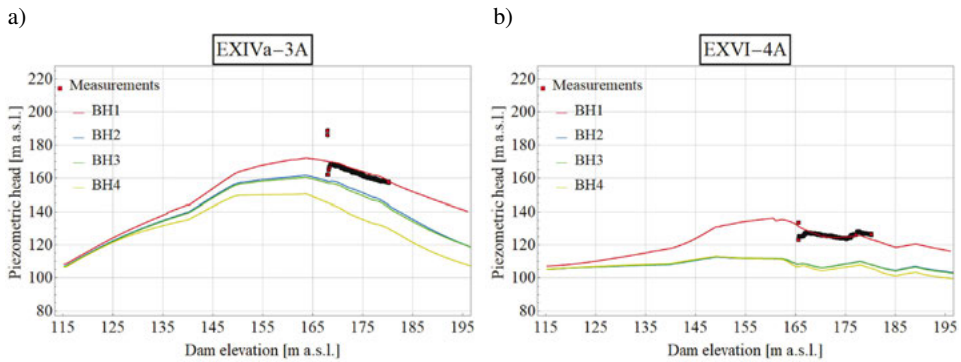 a)
EXIVa–3A
Piezometric head [m a.s.l.]
220
200
180
160
140
120
100
80
Measurements
BH1
BH2
BH3
BH4
115 125 135 145 155 165 175 185 195
Dam elevation [m a.s.l.]
b)
EXVI–4A
Piezometric head [m a.s.l.]
220
200
180
160
140
120
100
80
Measurements
BH1
BH2
BH3
BH4
115 125 135 145 155 165 175 185 195
Dam elevation [m a.s.l.]